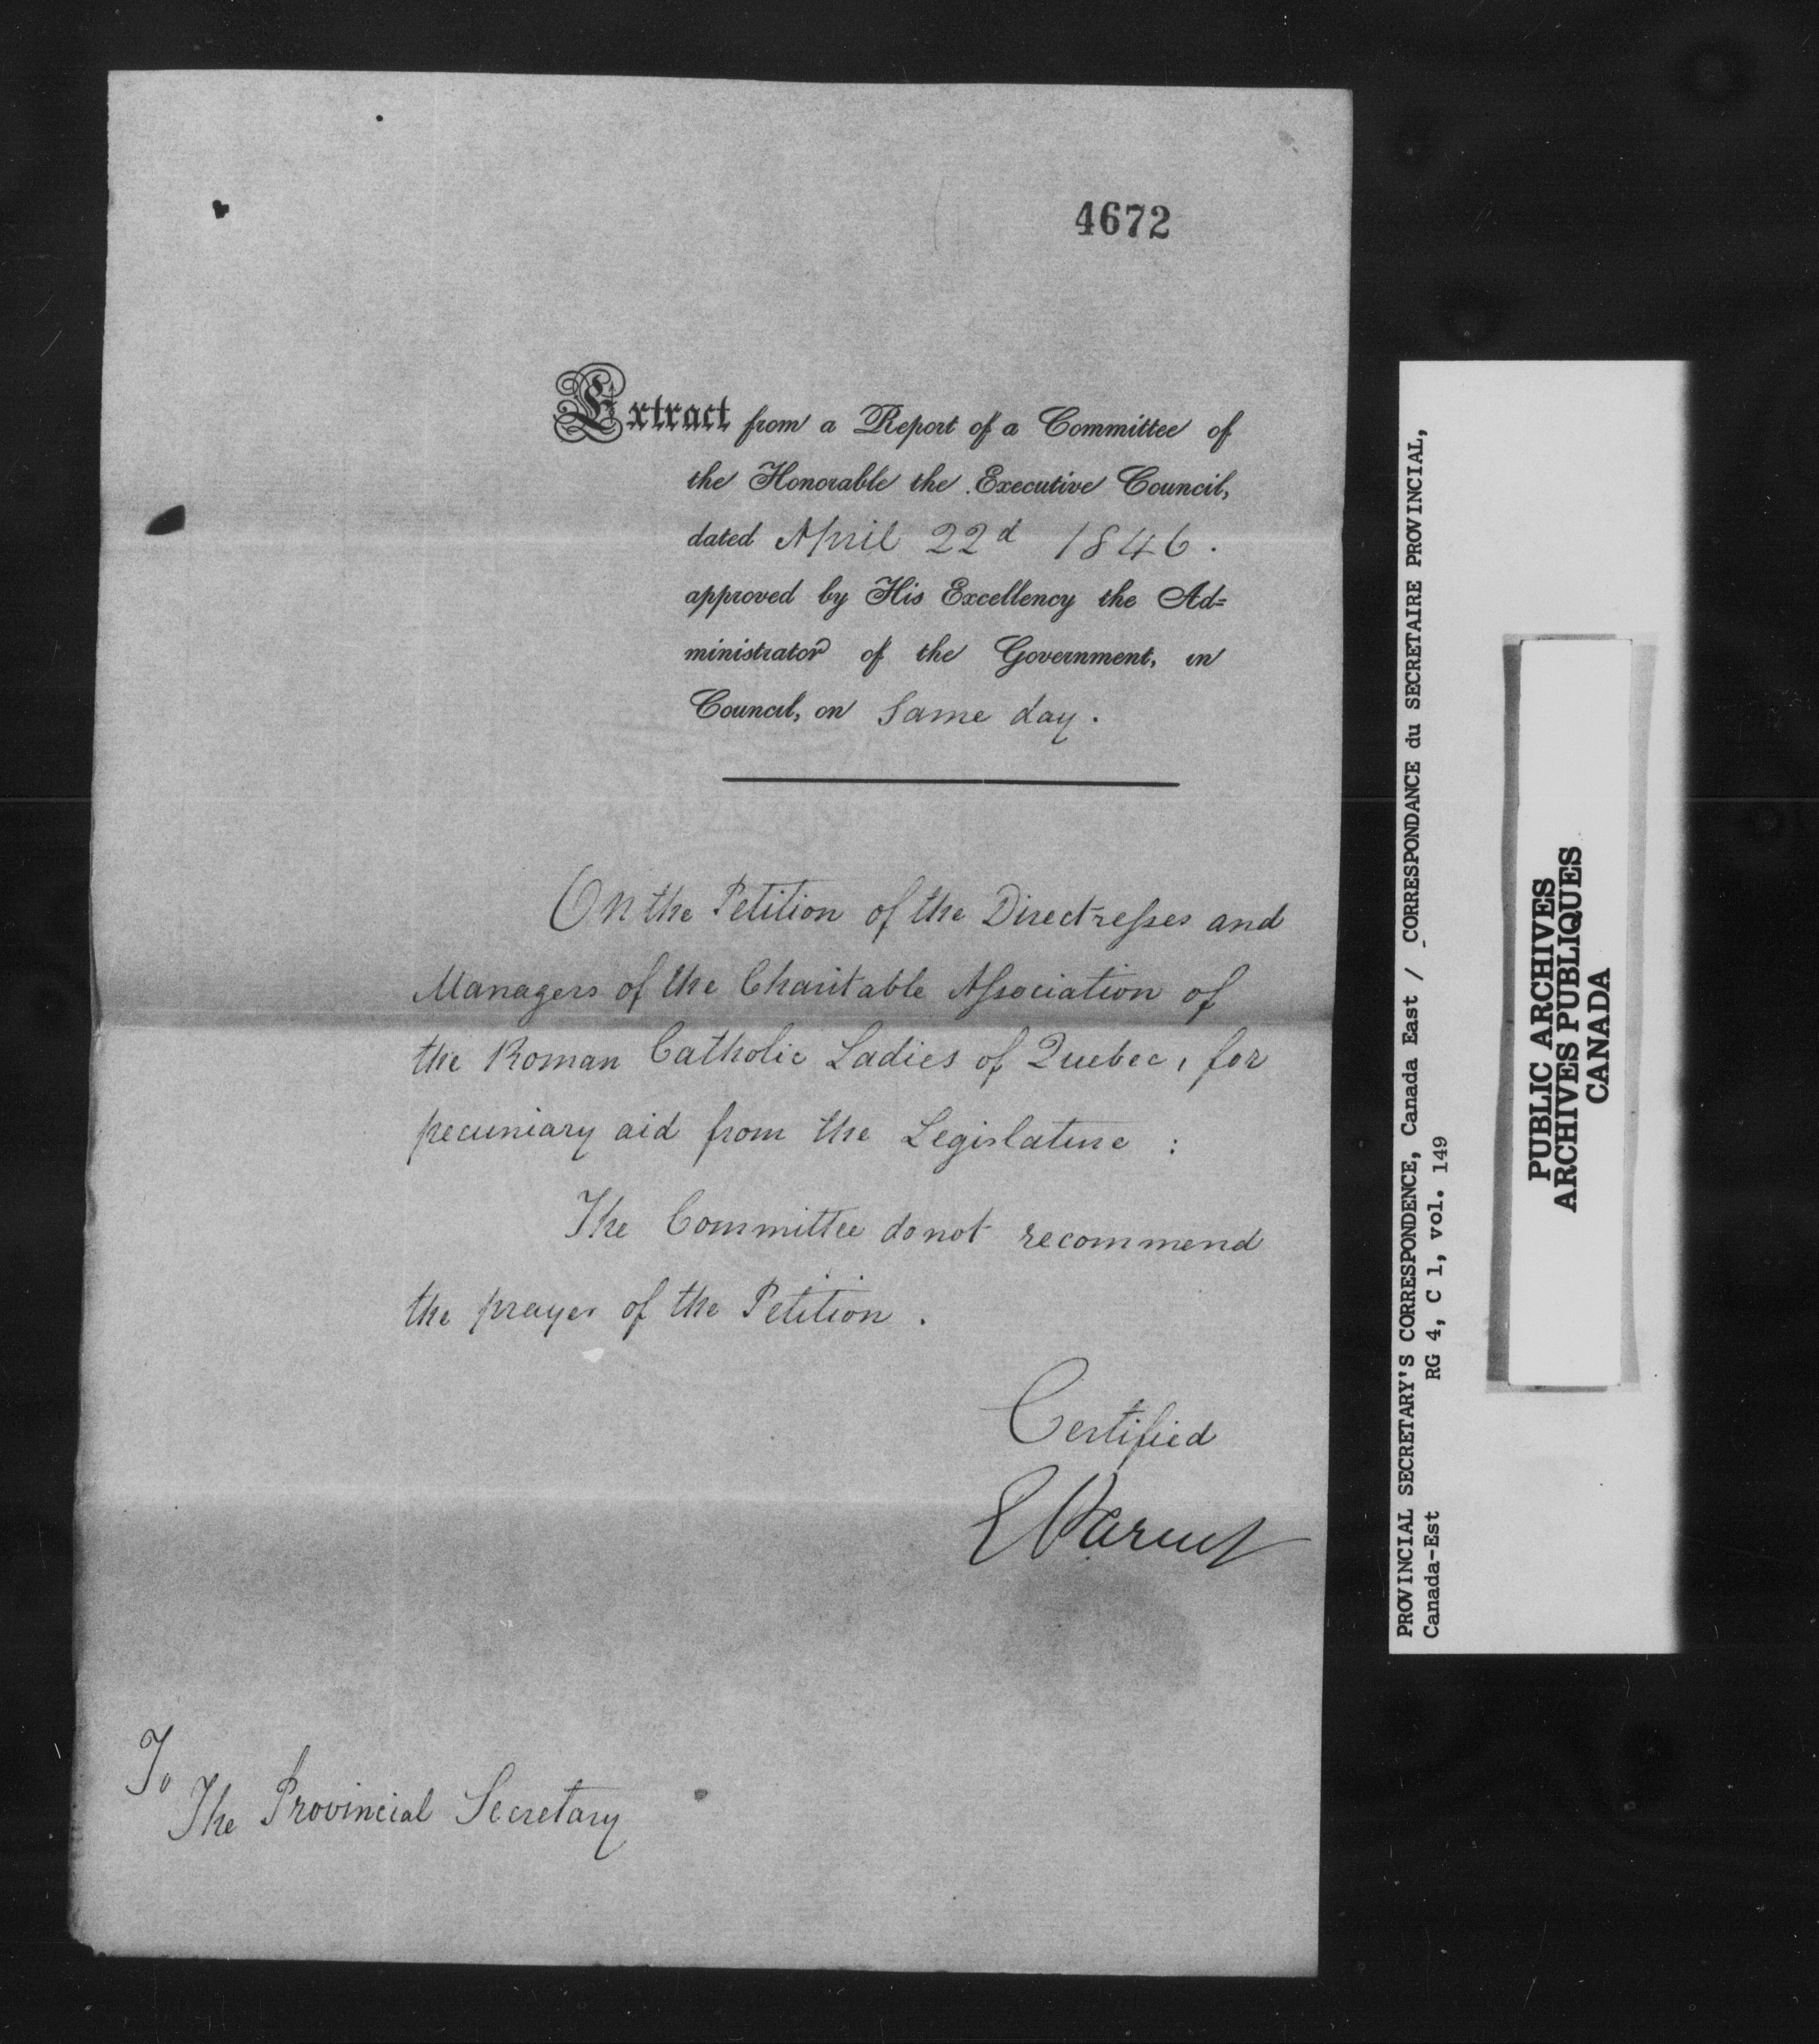 4672
Extract from a Report of a Committee of
the Honorable the Executive Council,
dated April 22d 1846.
approved by His Excellency the Ad=
ministrator of the Government, in
Council, on Same day.
On the Petition of the Directresses and
Managers of the Charitable Association of
the Roman Catholic Ladies of Quebec, for
pecuniary aid from the Legislature :
The Committee do not recommend
the prayer of the Petition.
Certified
E Parent
To
The Provincial Secretary
PROVINCIAL SECRETARY'S CORRESPONDENCE, Canada East / CORRESPONDANCE du SECRETAIRE PROVINCIAL,
Canada-Est RG 4, C 1, vol. 149
PUBLIC ARCHIVES
ARCHIVES PUBLIQUES
CANADA